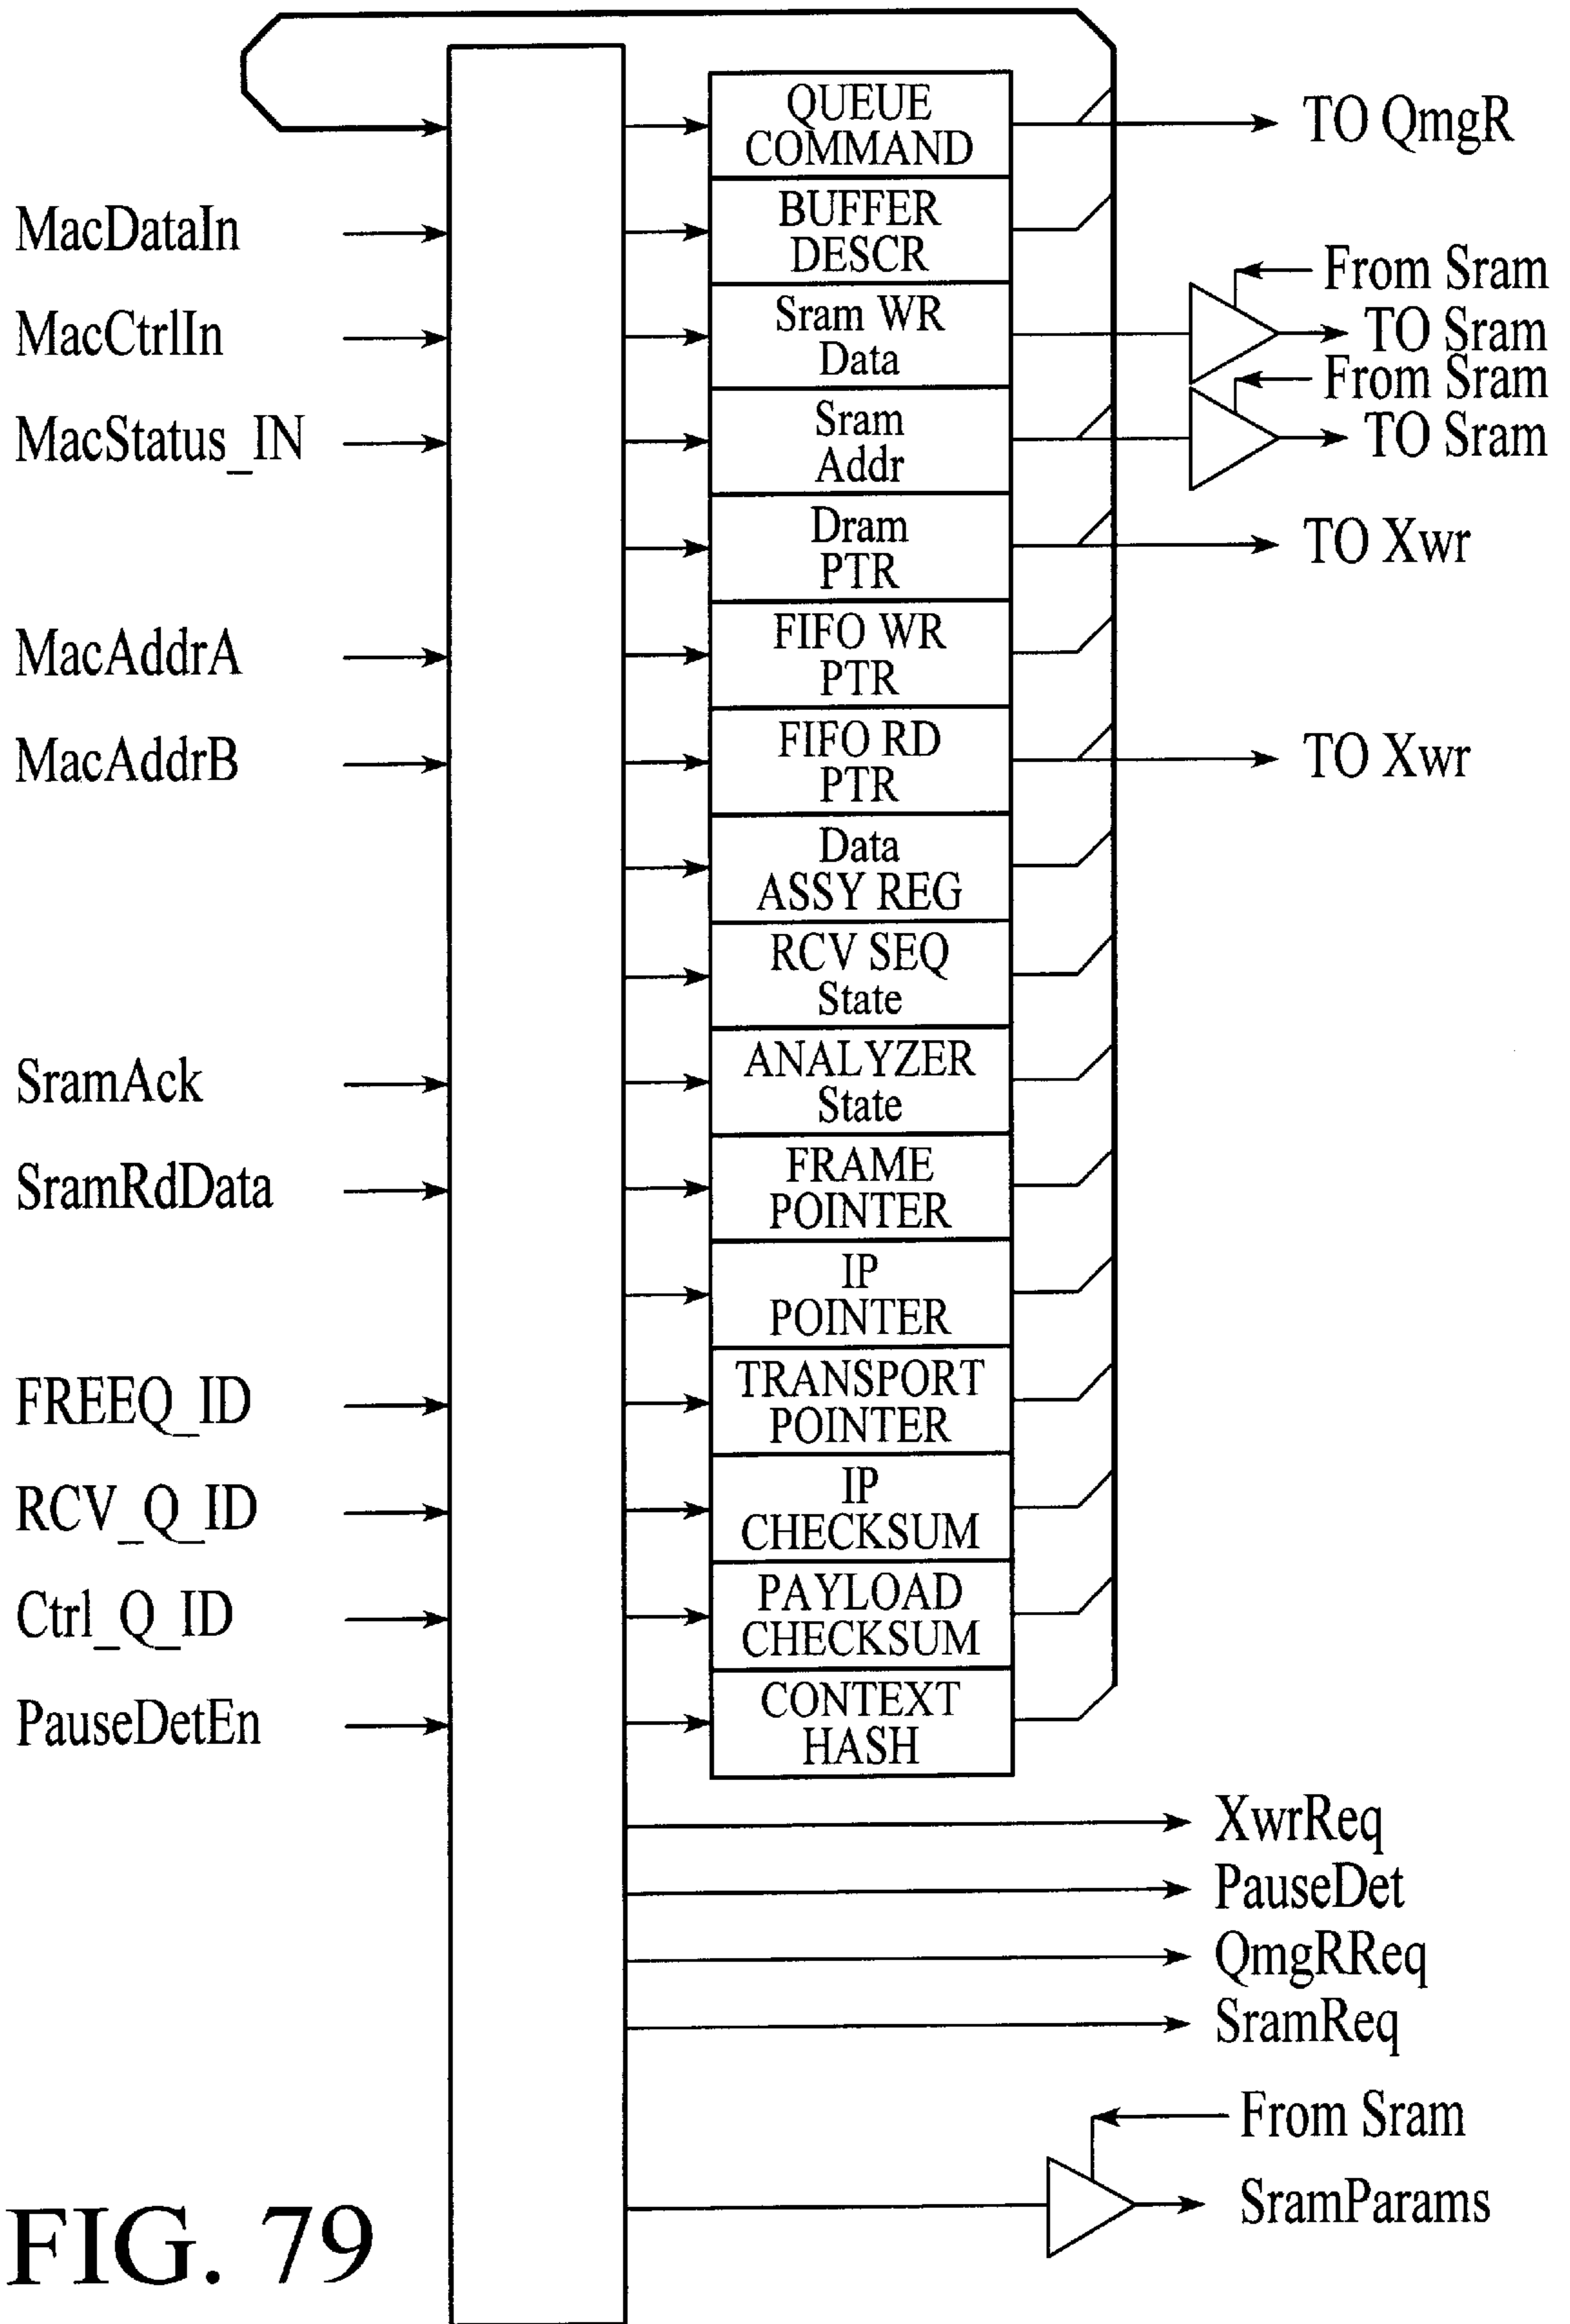 QUEUE
COMMAND
TO QmgR
MacDataIn
BUFFER
DESCR
From Sram
MacCtrlIn
Sram WR
Data
TO Sram
From Sram
MacStatus_IN
Sram
Addr
TO Sram
Dram
PTR
TO Xwr
MacAddrA
FIFO WR
PTR
MacAddrB
FIFO RD
PTR
TO Xwr
Data
ASSY REG
RCV SEQ
State
SramAck
ANALYZER
State
SramRdData
FRAME
POINTER
IP
POINTER
FREEQ_ID
TRANSPORT
POINTER
RCV_Q_ID
IP
CHECKSUM
Ctrl_Q_ID
PAYLOAD
CHECKSUM
PauseDetEn
CONTEXT
HASH
XwrReq
PauseDet
QmgRReq
SramReq
From Sram
SramParams
FIG. 79